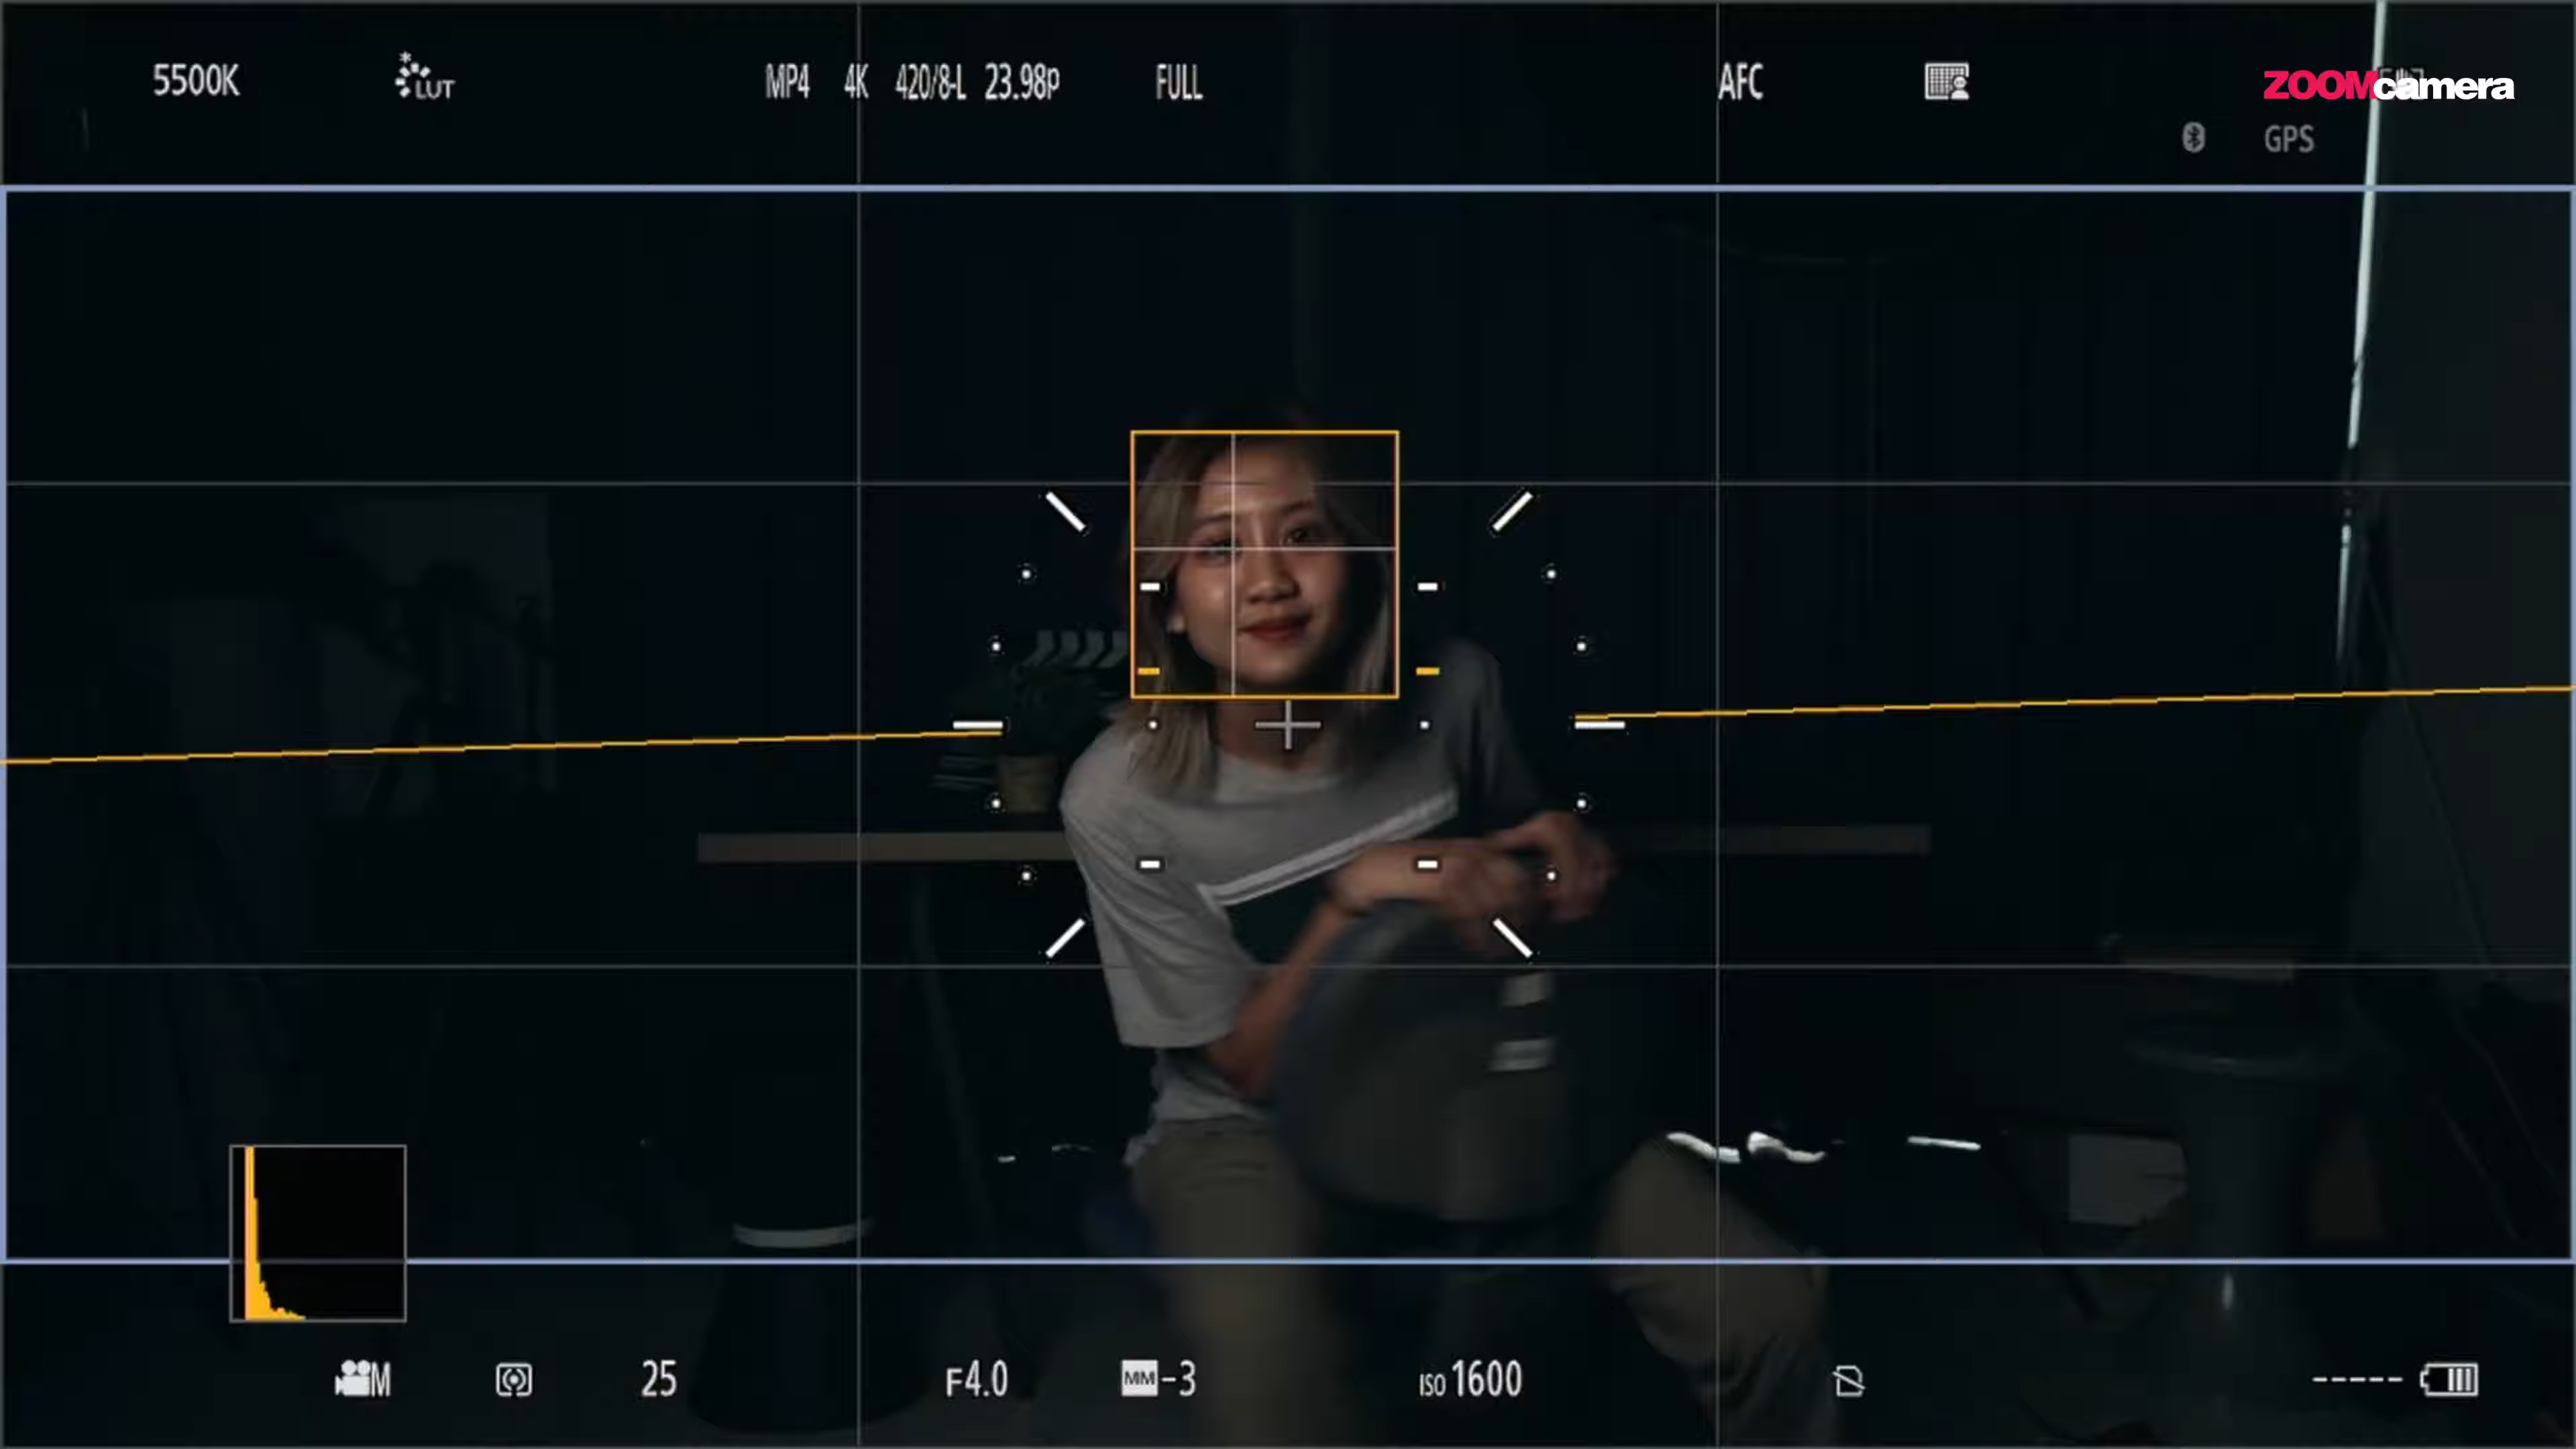 5500K LUT MP4 4K 420/8-L 23.98p FULL AFC ZOOMcamera
GPS
M 25 F4.0 MM-3 ISO 1600 -----